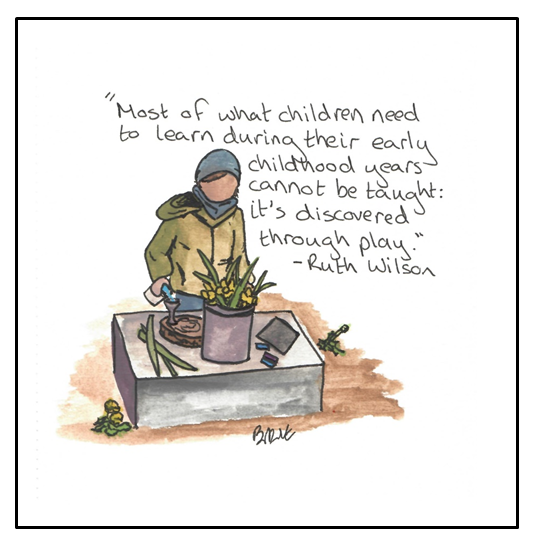 "Most of what children need
to learn during their early
childhood years
cannot be taught:
it's discovered
through play."
-Ruth Wilson